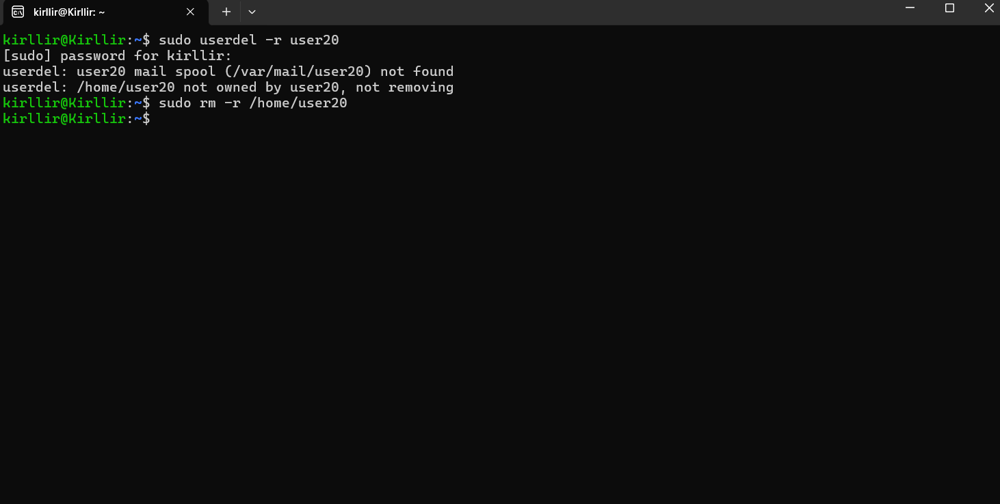 kirllir@Kirllir: ~
kirllir@Kirllir:~$ sudo userdel -r user20
[sudo] password for kirllir:
userdel: user20 mail spool (/var/mail/user20) not found
userdel: /home/user20 not owned by user20, not removing
kirllir@Kirllir:~$ sudo rm -r /home/user20
kirllir@Kirllir:~$